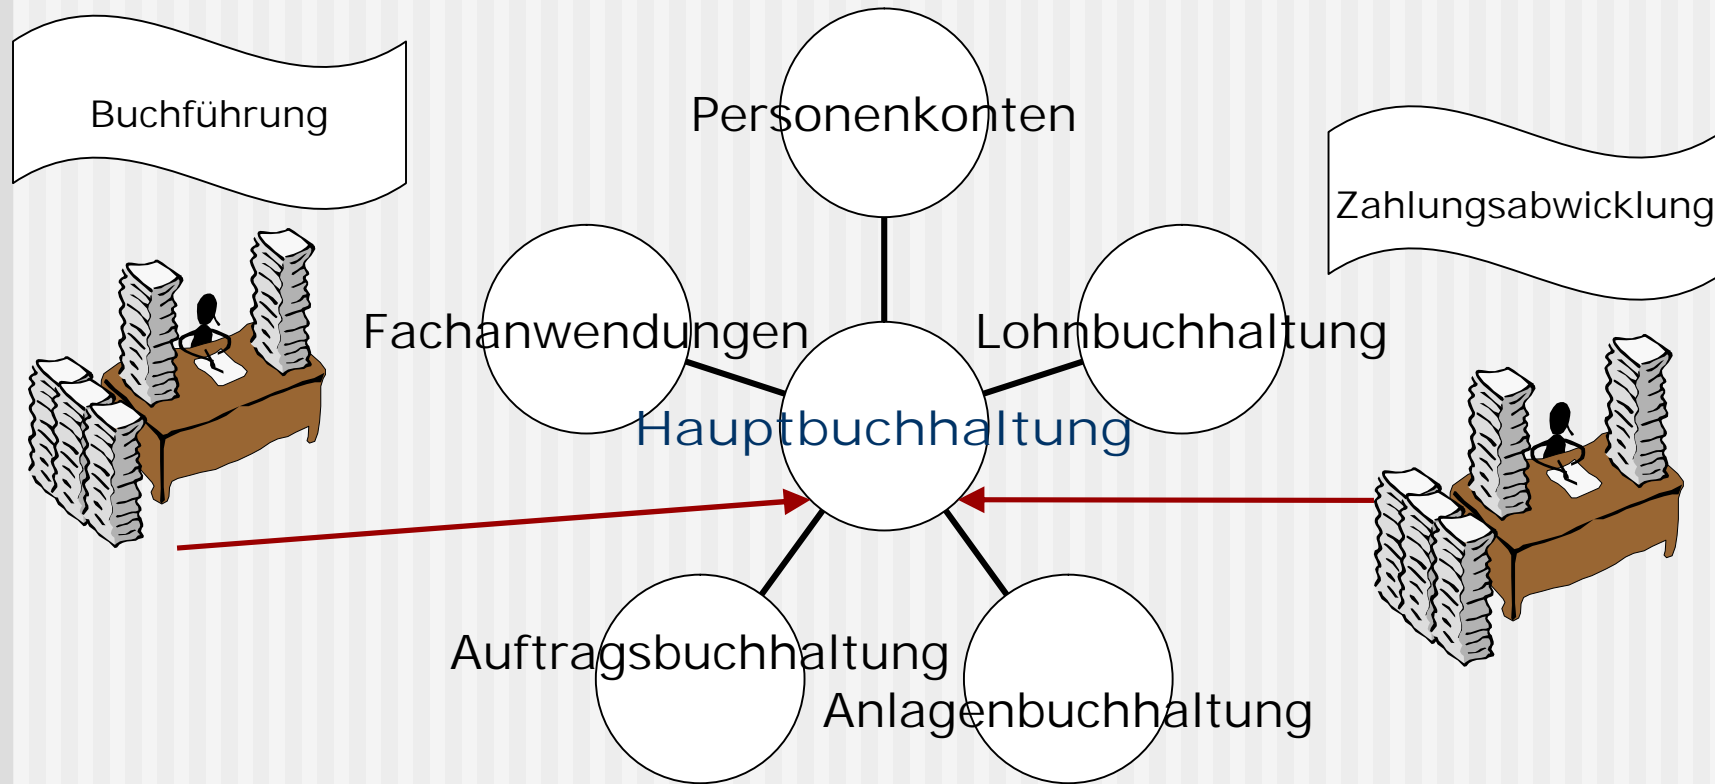 Buchführung
Personenkonten
Zahlungsabwicklung
Fachanwendungen
Lohnbuchhaltung
Hauptbuchhaltung
Auftragsbuchhaltung
Anlagenbuchhaltung